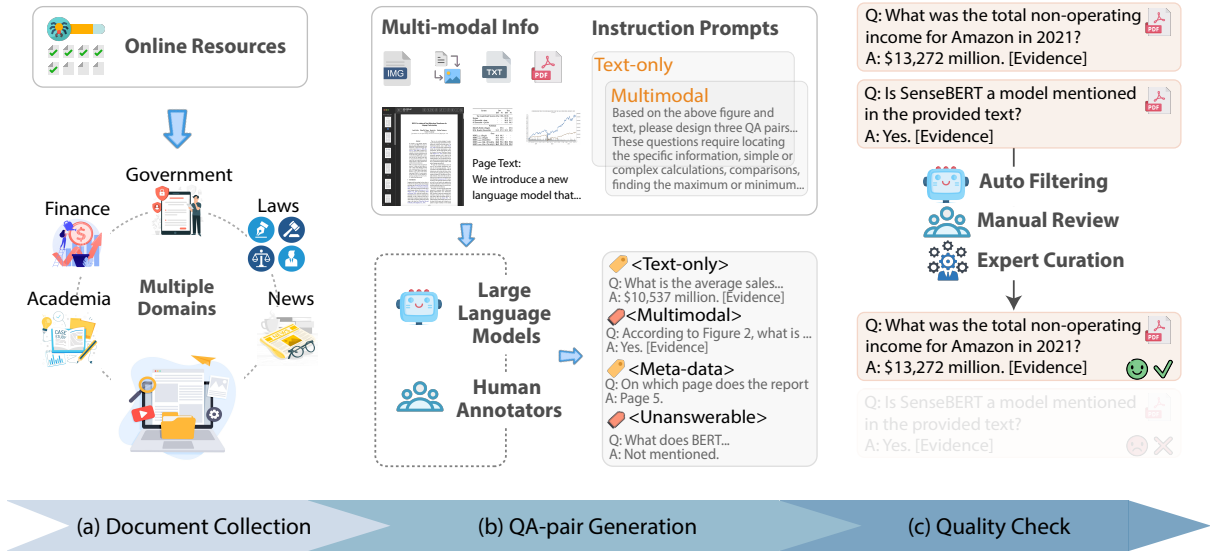 Online Resources
Government
Finance
Laws
Multiple
Domains
Academia
News
CASE
STUDY
Multi-modal Info
Instruction Prompts
IMG
TXT
PDF
Text-only
Multimodal
Based on the above figure and
text, please design three QA pairs...
These questions require locating
the specific information, simple or
complex calculations, comparisons,
finding the maximum or minimum...
Page Text:
We introduce a new
language model that...
Large
Language
Models
Human
Annotators
<Text-only>
Q: What is the average sales...
A: $10,537 million. [Evidence]
<Multimodal>
Q: According to Figure 2, what is ...
A: Yes. [Evidence]
<Meta-data>
Q: On which page does the report
A: Page 5.
<Unanswerable>
Q: What does BERT...
A: Not mentioned.
Q: What was the total non-operating
income for Amazon in 2021?
A: $13,272 million. [Evidence]
PDF
Q: Is SenseBERT a model mentioned
in the provided text?
A: Yes. [Evidence]
PDF
Auto Filtering
Manual Review
Expert Curation
Q: What was the total non-operating
income for Amazon in 2021?
A: $13,272 million. [Evidence]
PDF
Q: Is SenseBERT a model mentioned
in the provided text?
A: Yes. [Evidence]
PDF
(a) Document Collection
(b) QA-pair Generation
(c) Quality Check